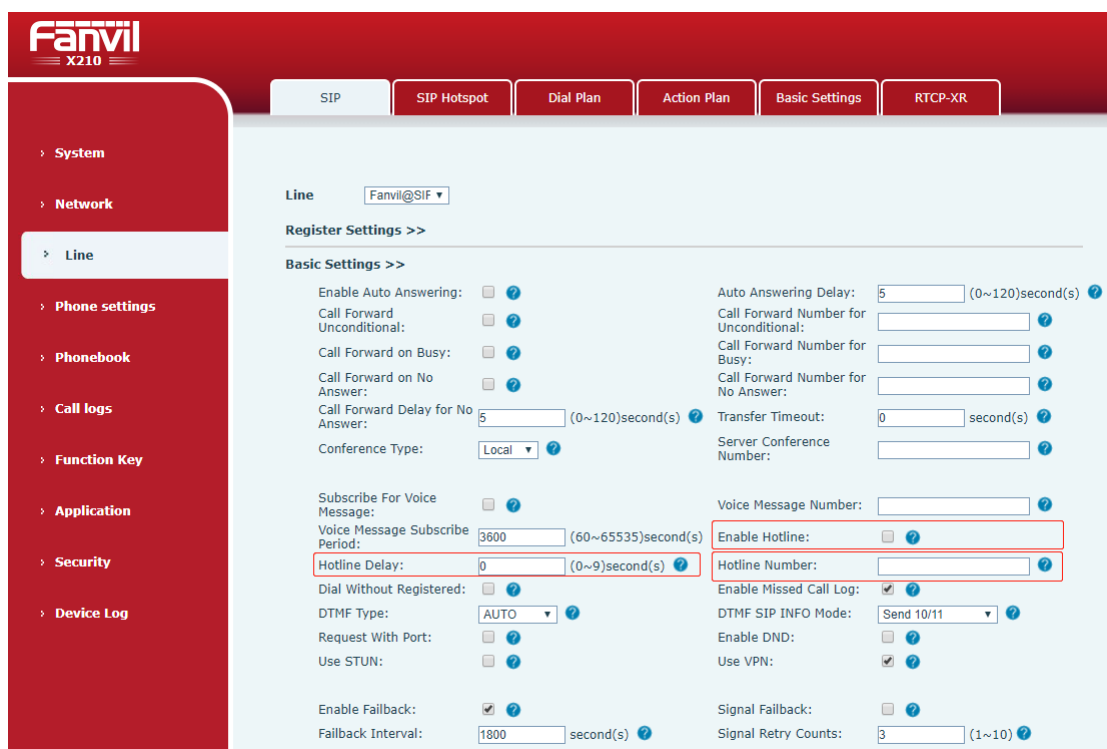 Fanvil
X210
SIP
SIP Hotspot
Dial Plan
Action Plan
Basic Settings
RTCP-XR
› System
› Network
› Line
› Phone settings
› Phonebook
› Call logs
› Function Key
› Application
› Security
› Device Log
Line Fanvil@SIF
Register Settings >>
Basic Settings >>
Enable Auto Answering: Auto Answering Delay: 5 (0~120)second(s)
Call Forward Unconditional: Call Forward Number for Unconditional:
Call Forward on Busy: Call Forward Number for Busy:
Call Forward on No Answer: Call Forward Number for No Answer:
Call Forward Delay for No Answer: 5 (0~120)second(s) Transfer Timeout: 0 second(s)
Conference Type: Local Server Conference Number:
Subscribe For Voice Message: Voice Message Number:
Voice Message Subscribe Period: 3600 (60~65535)second(s) Enable Hotline:
Hotline Delay: 0 (0~9)second(s) Hotline Number:
Dial Without Registered: Enable Missed Call Log:
DTMF Type: AUTO DTMF SIP INFO Mode: Send 10/11
Request With Port: Enable DND:
Use STUN: Use VPN:
Enable Failback: Signal Failback:
Failback Interval: 1800 second(s) Signal Retry Counts: 3 (1~10)